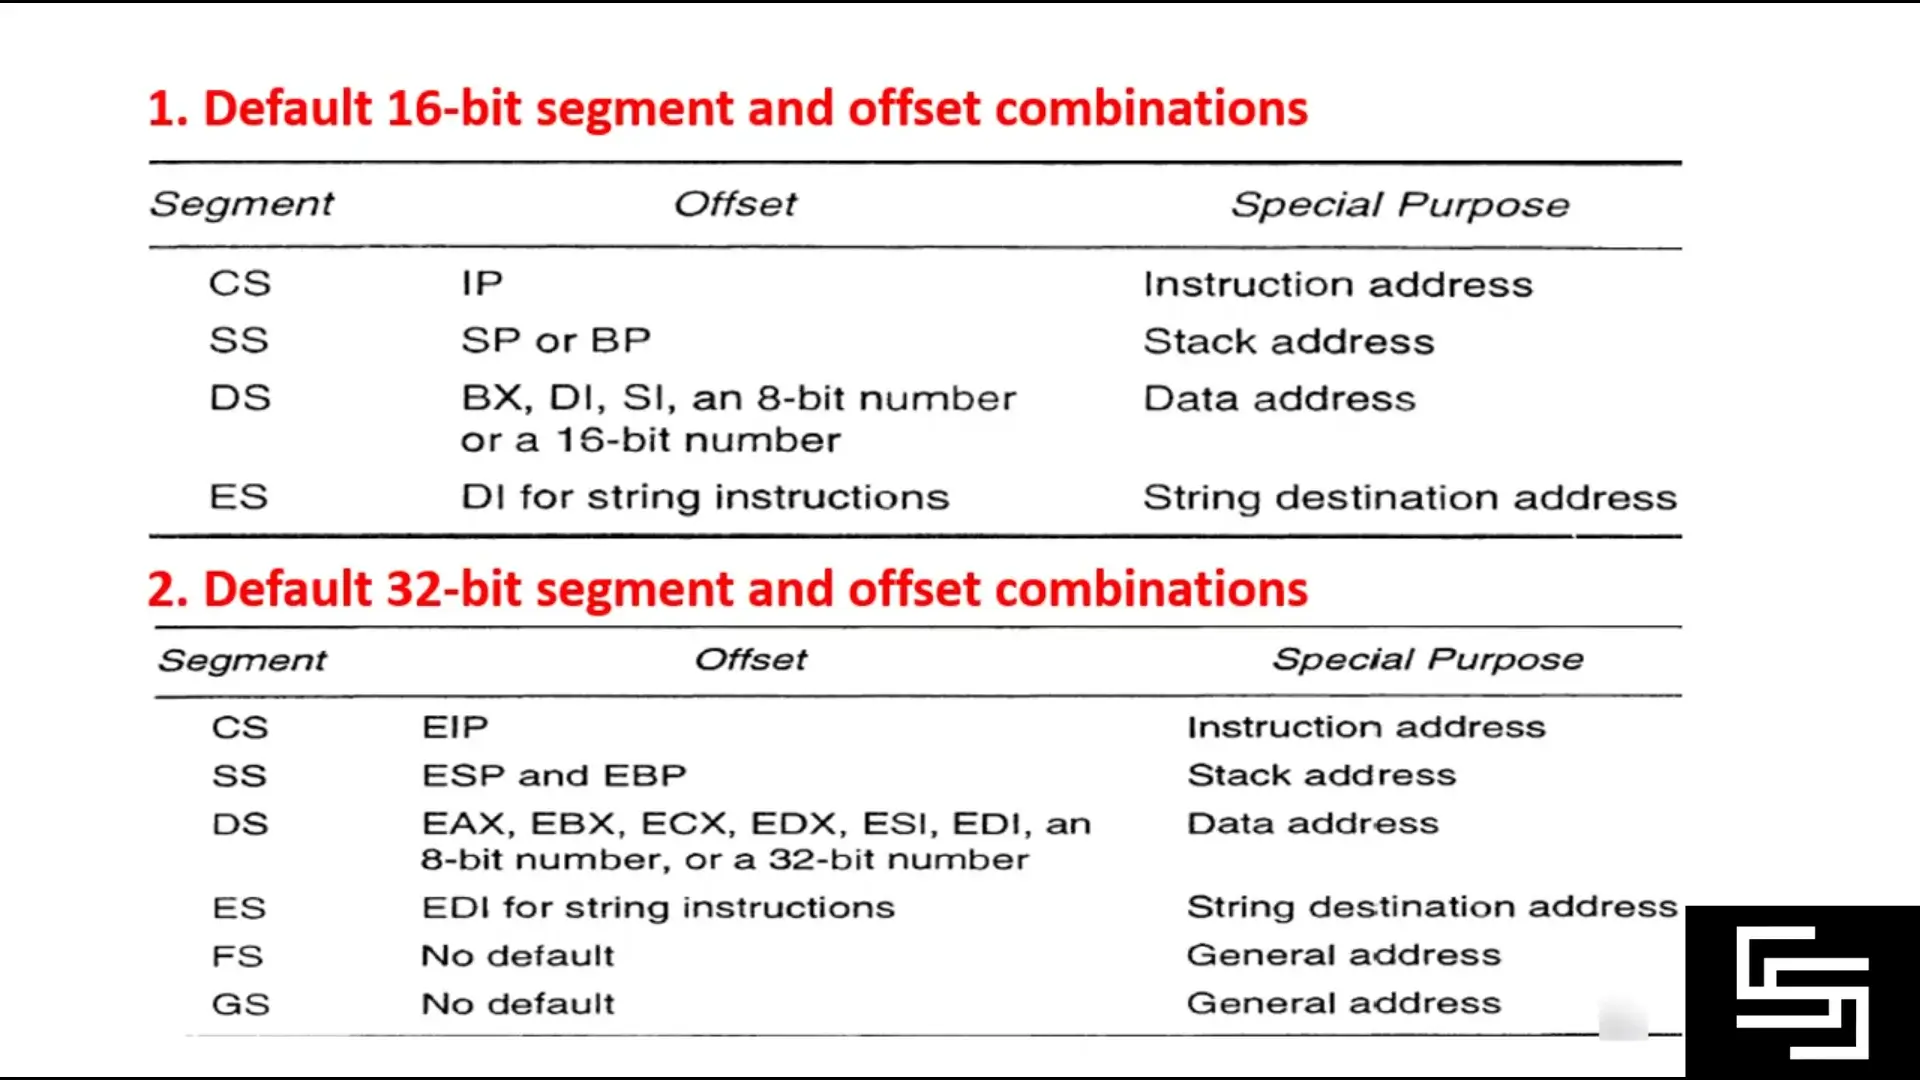 1. Default 16-bit segment and offset combinations
Segment Offset Special Purpose
CS IP Instruction address
SS SP or BP Stack address
DS BX, DI, SI, an 8-bit number Data address
or a 16-bit number
ES DI for string instructions String destination address
2. Default 32-bit segment and offset combinations
Segment Offset Special Purpose
CS EIP Instruction address
SS ESP and EBP Stack address
DS EAX, EBX, ECX, EDX, ESI, EDI, an Data address
8-bit number, or a 32-bit number
ES EDI for string instructions String destination address
FS No default General address
GS No default General address